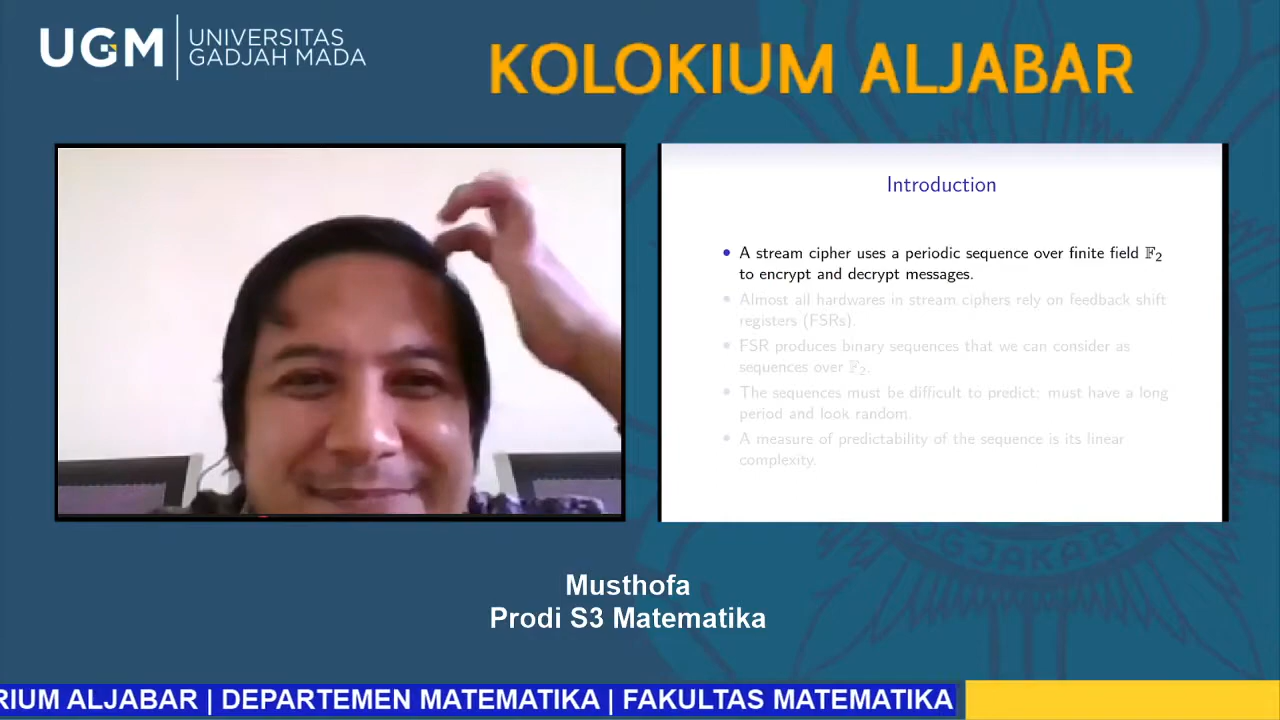 UGM
UNIVERSITAS
GADJAH MADA
KOLOKIUM ALJABAR
Introduction
A stream cipher uses a periodic sequence over finite field 𝔽₂
to encrypt and decrypt messages.
Almost all hardwares in stream ciphers rely on feedback shift
registers (FSRs).
FSR produces binary sequences that we can consider as
sequences over 𝔽₂.
The sequences must be difficult to predict: must have a long
period and look random.
A measure of predictability of the sequence is its linear
complexity.
Musthofa
Prodi S3 Matematika
RIUM ALJABAR | DEPARTEMEN MATEMATIKA | FAKULTAS MATEMATIKA